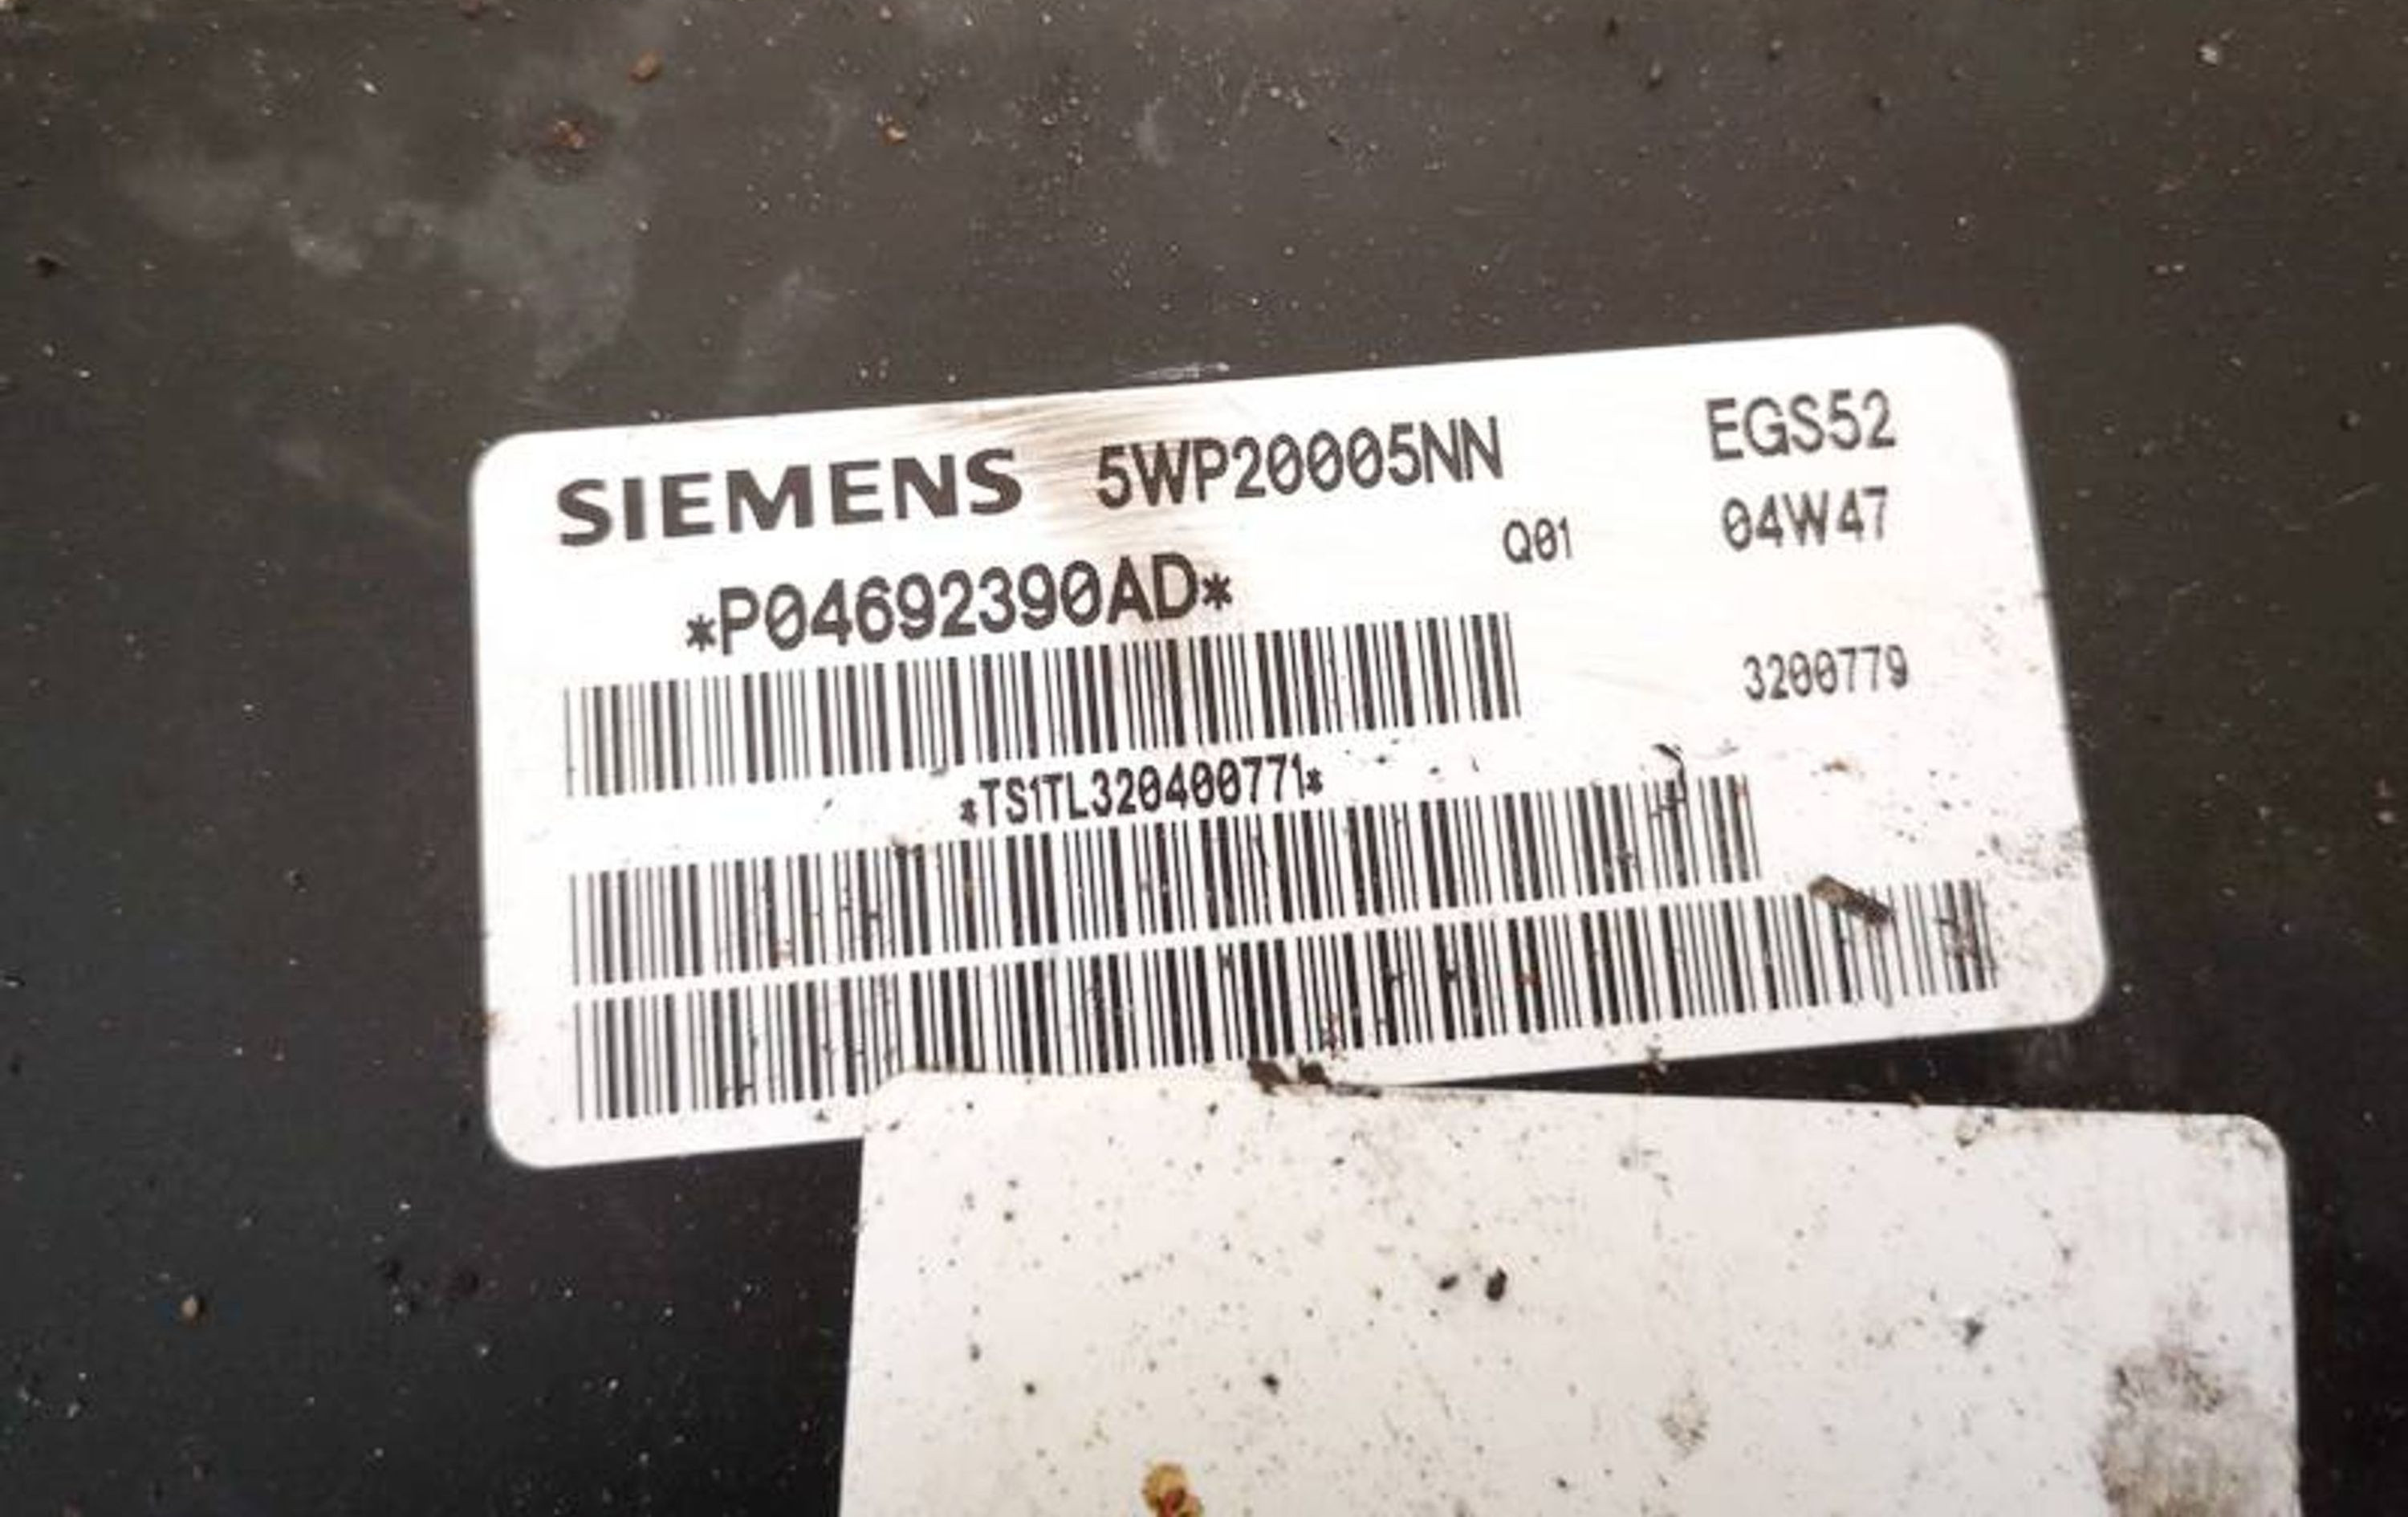 SIEMENS 5WP20005NN EGS52
Q01 04W47
*P04692390AD*
3200779
*TS1TL320400771*